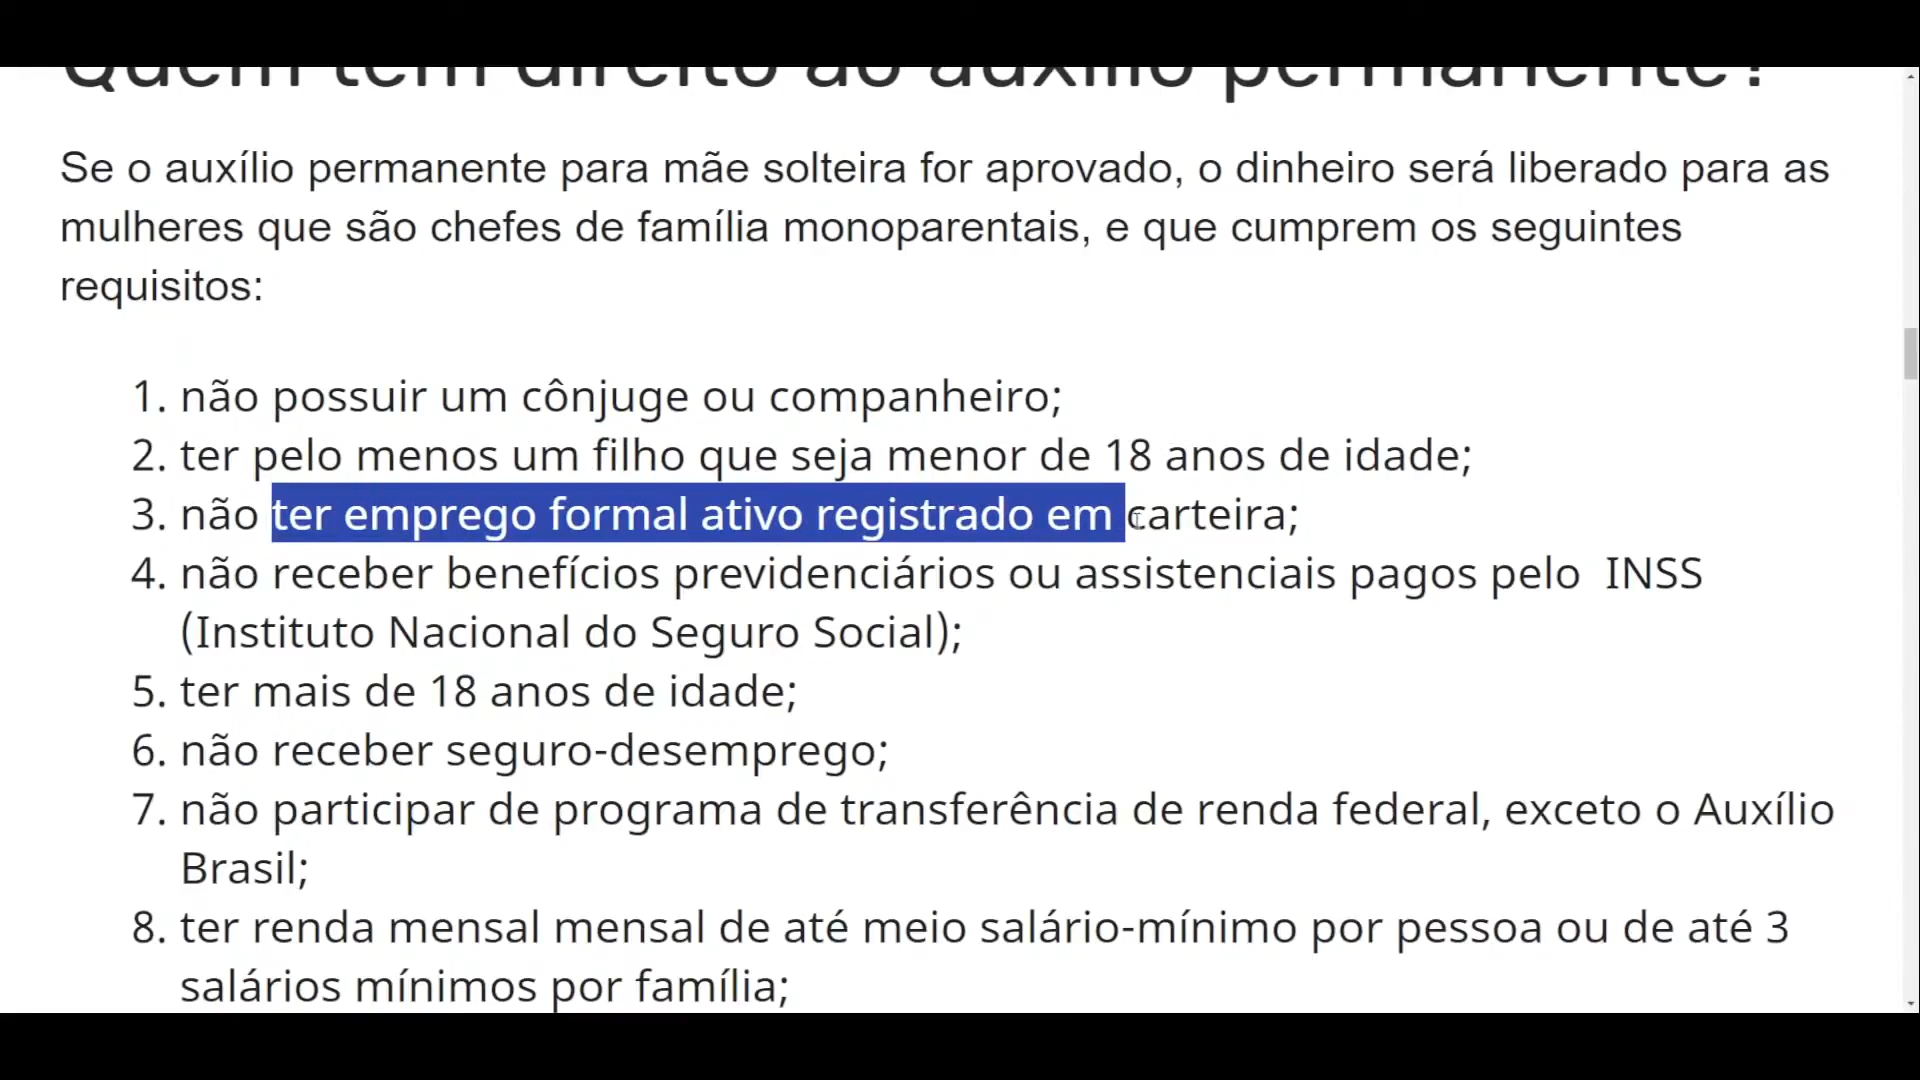 Quem tem direito ao auxílio permanente?
Se o auxílio permanente para mãe solteira for aprovado, o dinheiro será liberado para as
mulheres que são chefes de família monoparentais, e que cumprem os seguintes
requisitos:
1. não possuir um cônjuge ou companheiro;
2. ter pelo menos um filho que seja menor de 18 anos de idade;
3. não ter emprego formal ativo registrado em carteira;
4. não receber benefícios previdenciários ou assistenciais pagos pelo INSS
(Instituto Nacional do Seguro Social);
5. ter mais de 18 anos de idade;
6. não receber seguro-desemprego;
7. não participar de programa de transferência de renda federal, exceto o Auxílio
Brasil;
8. ter renda mensal mensal de até meio salário-mínimo por pessoa ou de até 3
salários mínimos por família;